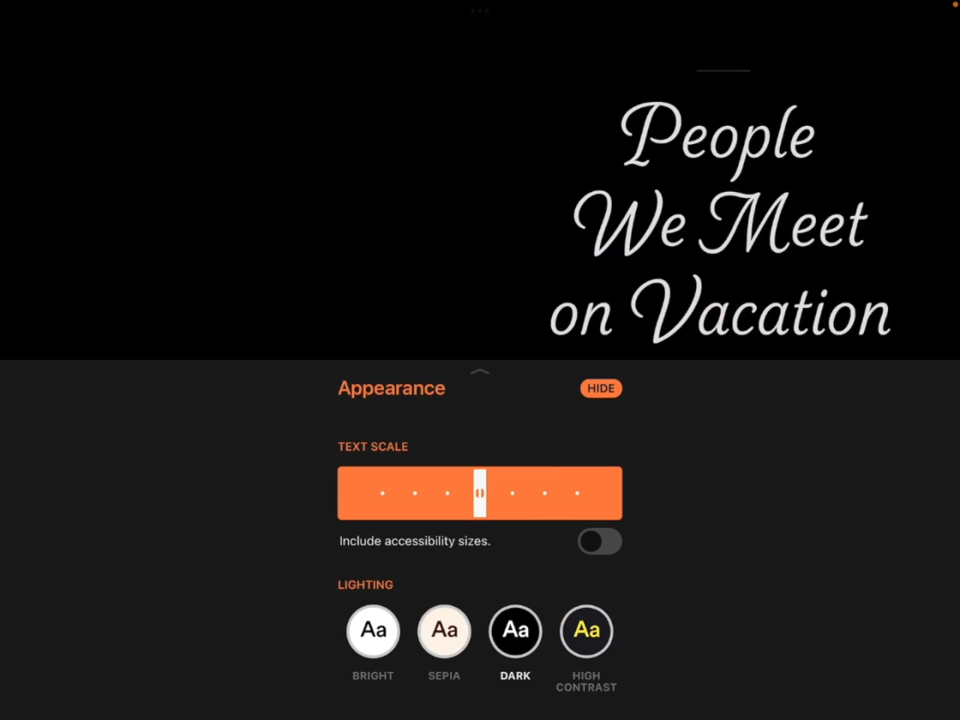 People
We Meet
on Vacation
Appearance
HIDE
TEXT SCALE
Include accessibility sizes.
LIGHTING
Aa Aa Aa Aa
BRIGHT SEPIA DARK HIGH CONTRAST